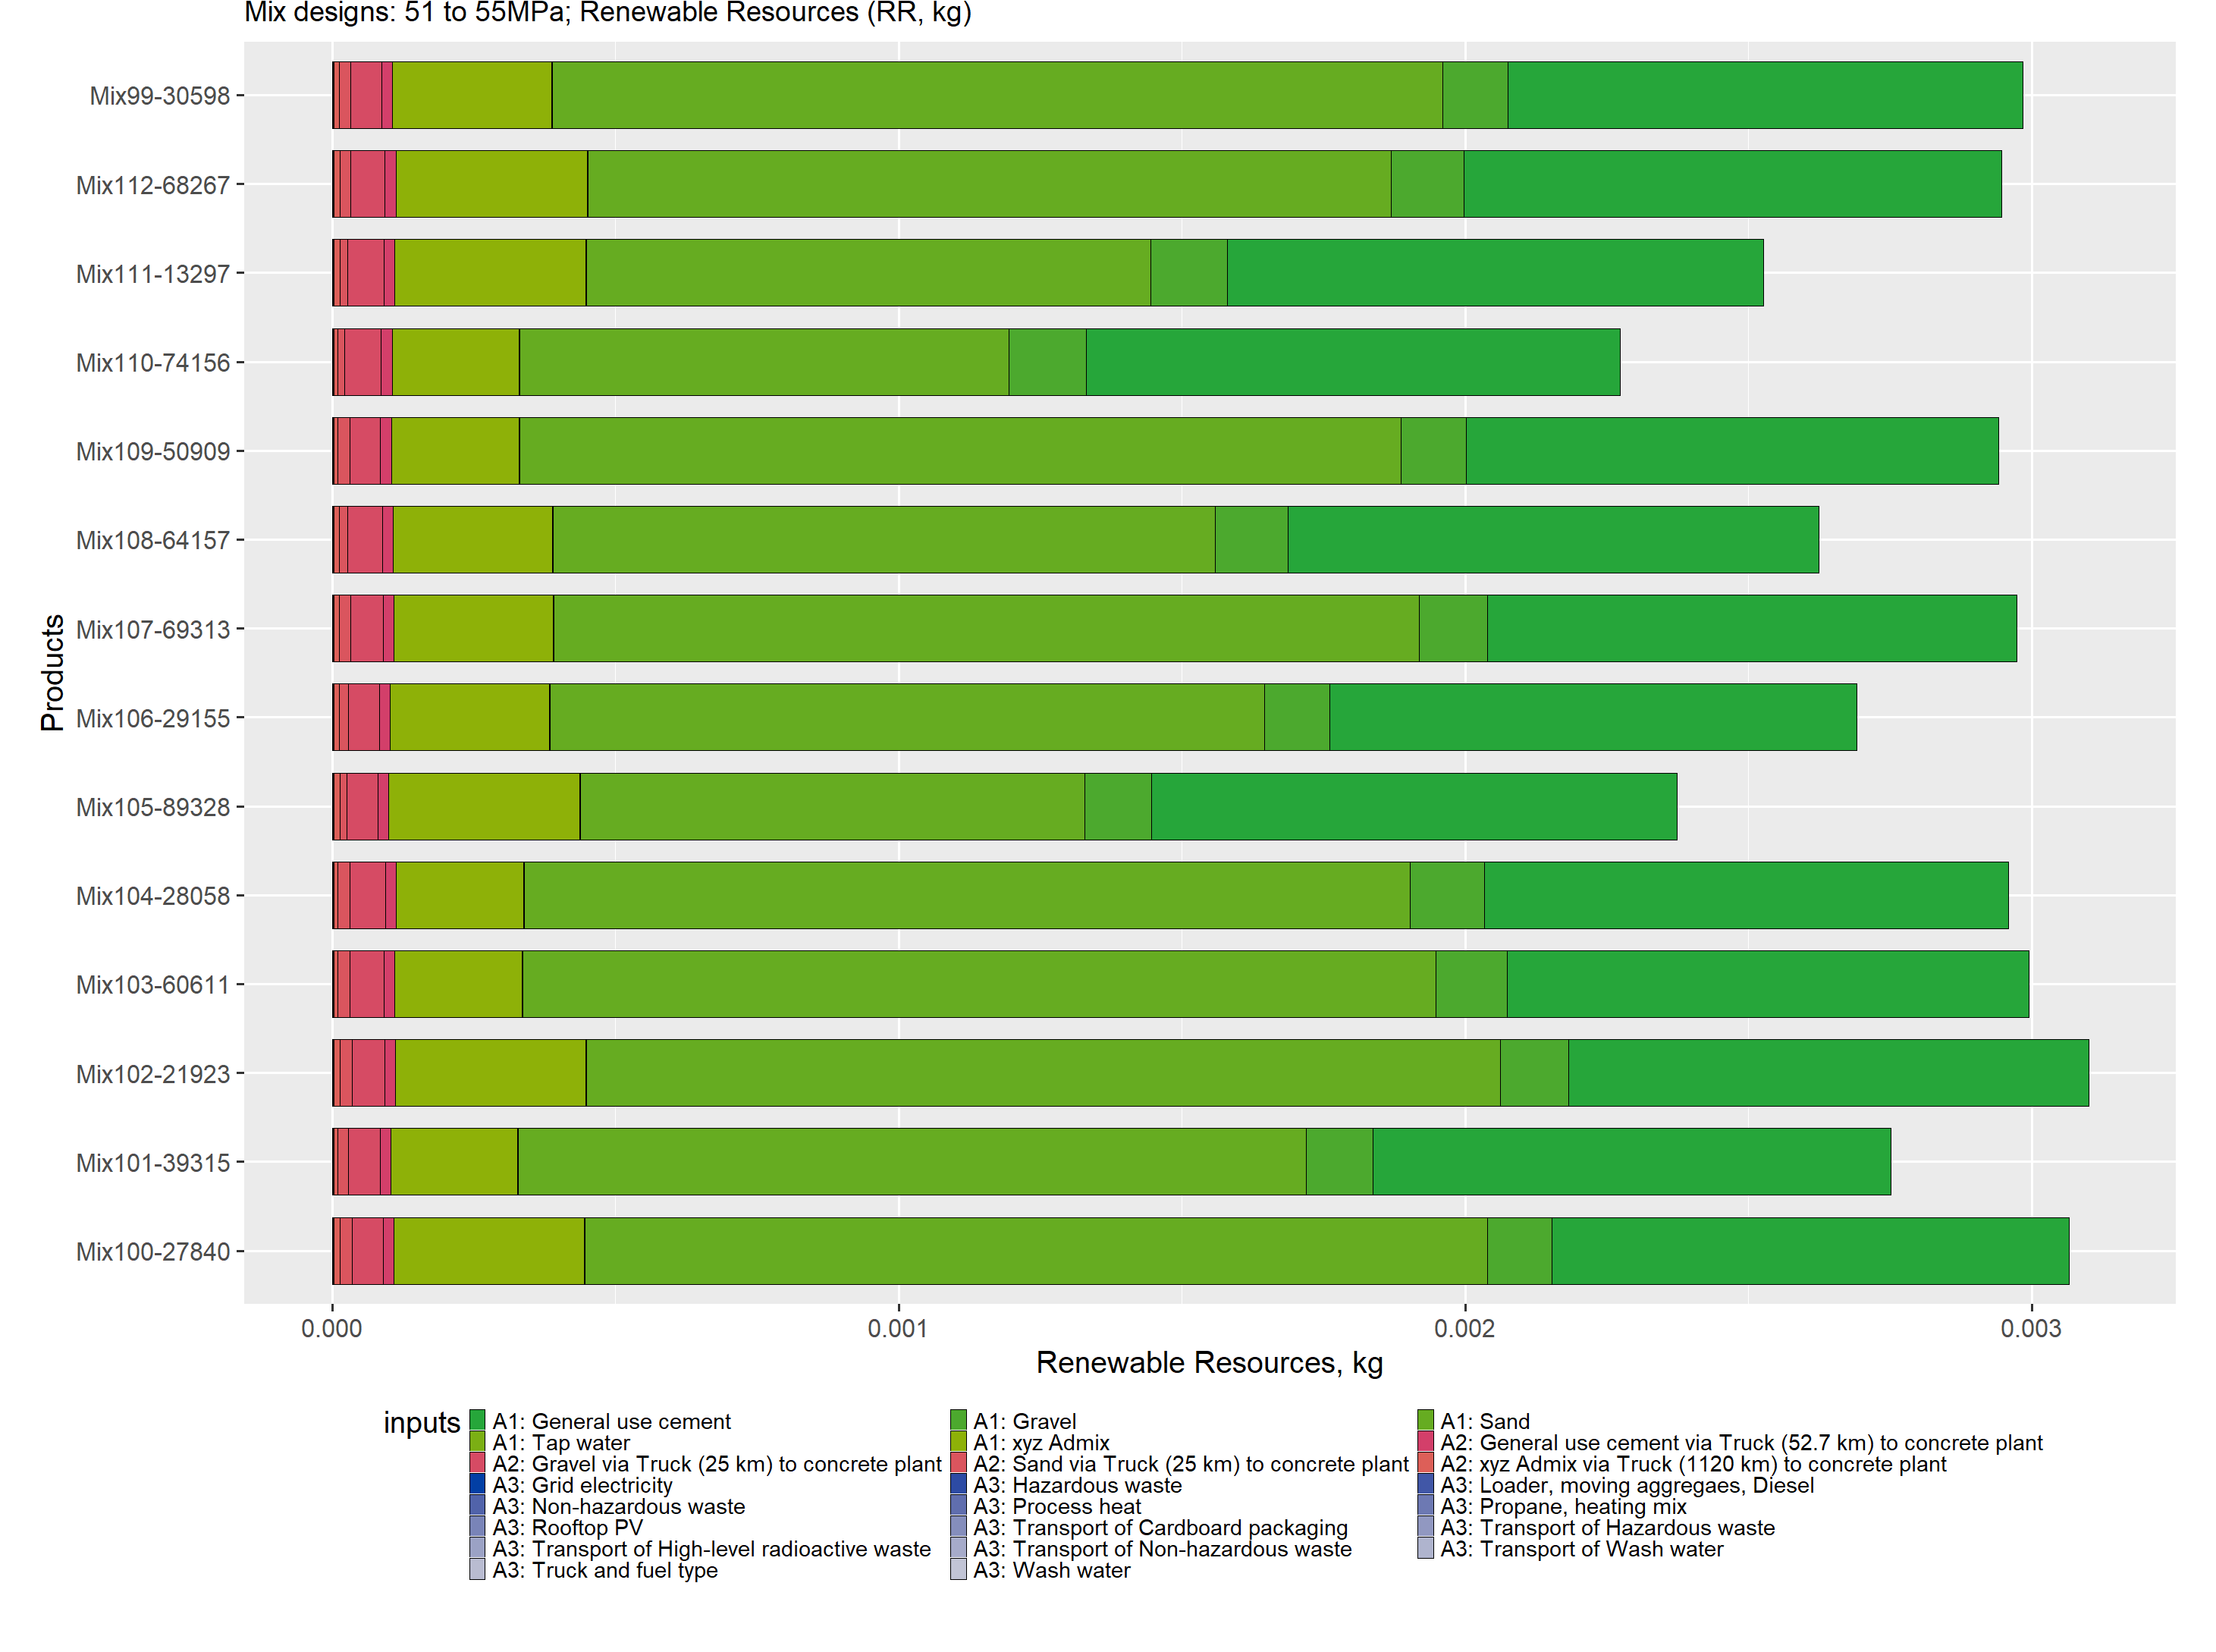 Mix designs: 51 to 55MPa; Renewable Resources (RR, kg)
Products
Mix99-30598
Mix112-68267
Mix111-13297
Mix110-74156
Mix109-50909
Mix108-64157
Mix107-69313
Mix106-29155
Mix105-89328
Mix104-28058
Mix103-60611
Mix102-21923
Mix101-39315
Mix100-27840
0.000 0.001 0.002 0.003
Renewable Resources, kg
inputs
A1: General use cement A1: Gravel A1: Sand
A1: Tap water A1: xyz Admix A2: General use cement via Truck (52.7 km) to concrete plant
A2: Gravel via Truck (25 km) to concrete plant A2: Sand via Truck (25 km) to concrete plant A2: xyz Admix via Truck (1120 km) to concrete plant
A3: Grid electricity A3: Hazardous waste A3: Loader, moving aggregaes, Diesel
A3: Non-hazardous waste A3: Process heat A3: Propane, heating mix
A3: Rooftop PV A3: Transport of Cardboard packaging A3: Transport of Hazardous waste
A3: Transport of High-level radioactive waste A3: Transport of Non-hazardous waste A3: Transport of Wash water
A3: Truck and fuel type A3: Wash water